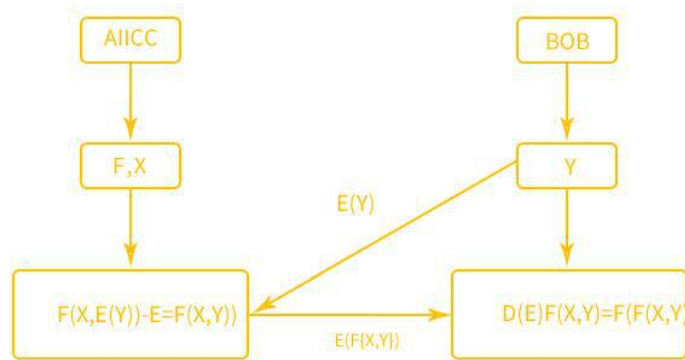 AIICC
BOB
F,X
Y
E(Y)
F(X,E(Y))-E=F(X,Y))
D(E)F(X,Y)=F(F(X,Y)
E(F{X,Y})